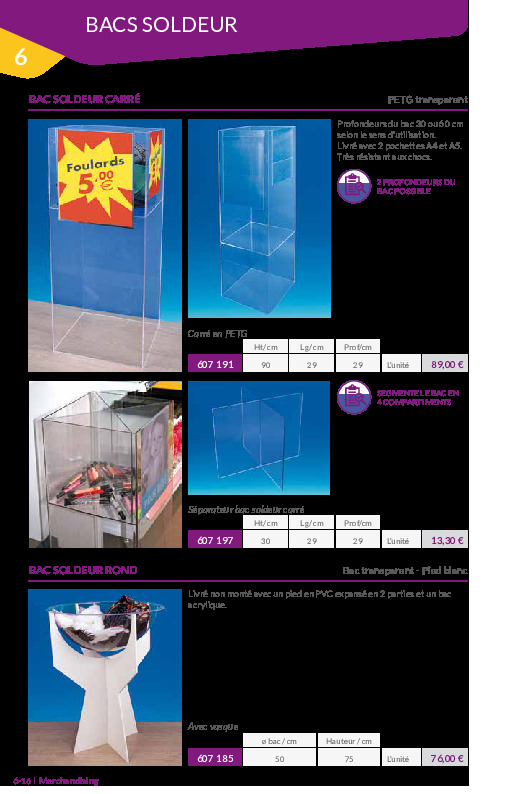 BACS SOLDEUR
6
BAC SOLDEUR CARRÉ
PETG transparent
Foulards
5,00 €
Profondeurs du bac 30 ou 60 cm
selon le sens d'utilisation.
Livré avec 2 pochettes A4 et A5.
Très résistant aux chocs.
2 PROFONDEURS DU
BAC POSSIBLE
Carré en PETG
Ht/cm Lg/cm Prof/cm
607 191 90 29 29 L'unité 89,00 €
SEGMENTE LE BAC EN
4 COMPARTIMENTS
Séparateur bac soldeur carré
Ht/cm Lg/cm Prof/cm
607 197 30 29 29 L'unité 13,30 €
BAC SOLDEUR ROND
Bac transparent - Pied blanc
Livré non monté avec un pied en PVC expansé en 2 parties et un bac
acrylique.
Avec vasque
ø bac / cm Hauteur / cm
607 185 50 75 L'unité 76,00 €
6-16 | Merchandising